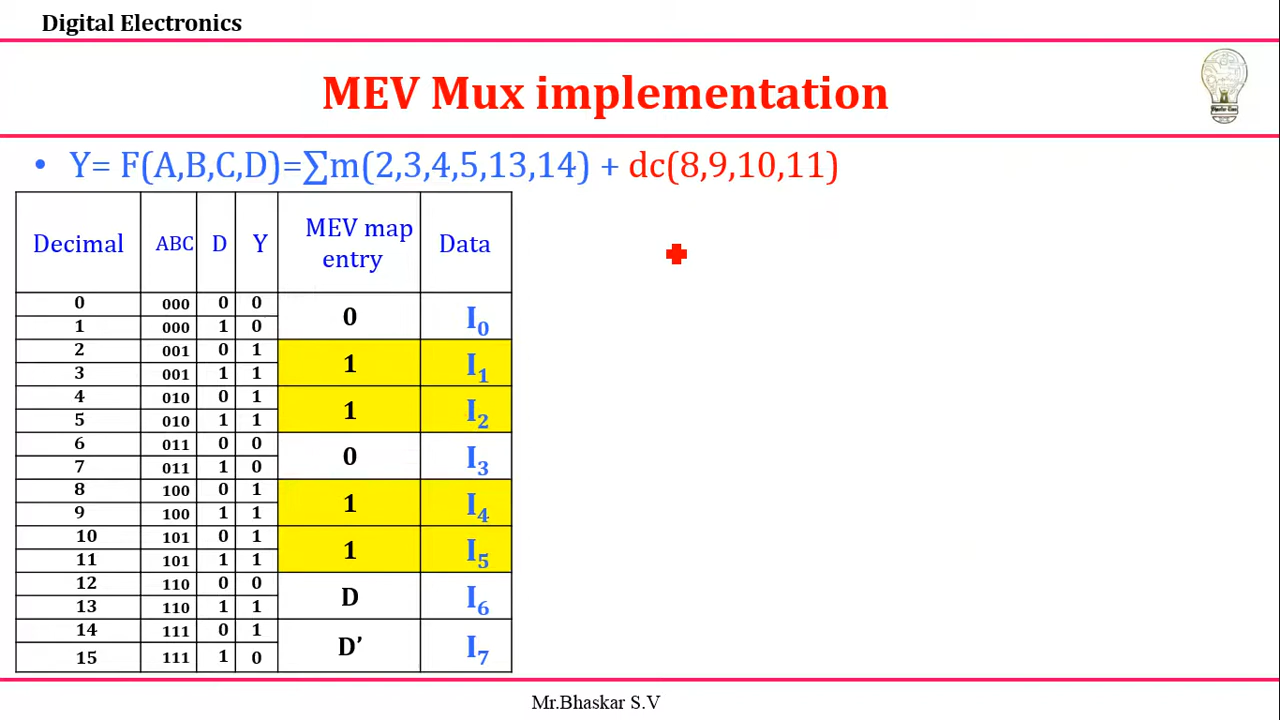 Digital Electronics
MEV Mux implementation
• Y= F(A,B,C,D)=∑m(2,3,4,5,13,14) + dc(8,9,10,11)
Decimal ABC D Y MEV map entry Data
0 000 0 0 0 I0
1 000 1 0
2 001 0 1 1 I1
3 001 1 1
4 010 0 1 1 I2
5 010 1 1
6 011 0 0 0 I3
7 011 1 0
8 100 0 1 1 I4
9 100 1 1
10 101 0 1 1 I5
11 101 1 1
12 110 0 0 D I6
13 110 1 1
14 111 0 1 D’ I7
15 111 1 0
Mr.Bhaskar S.V